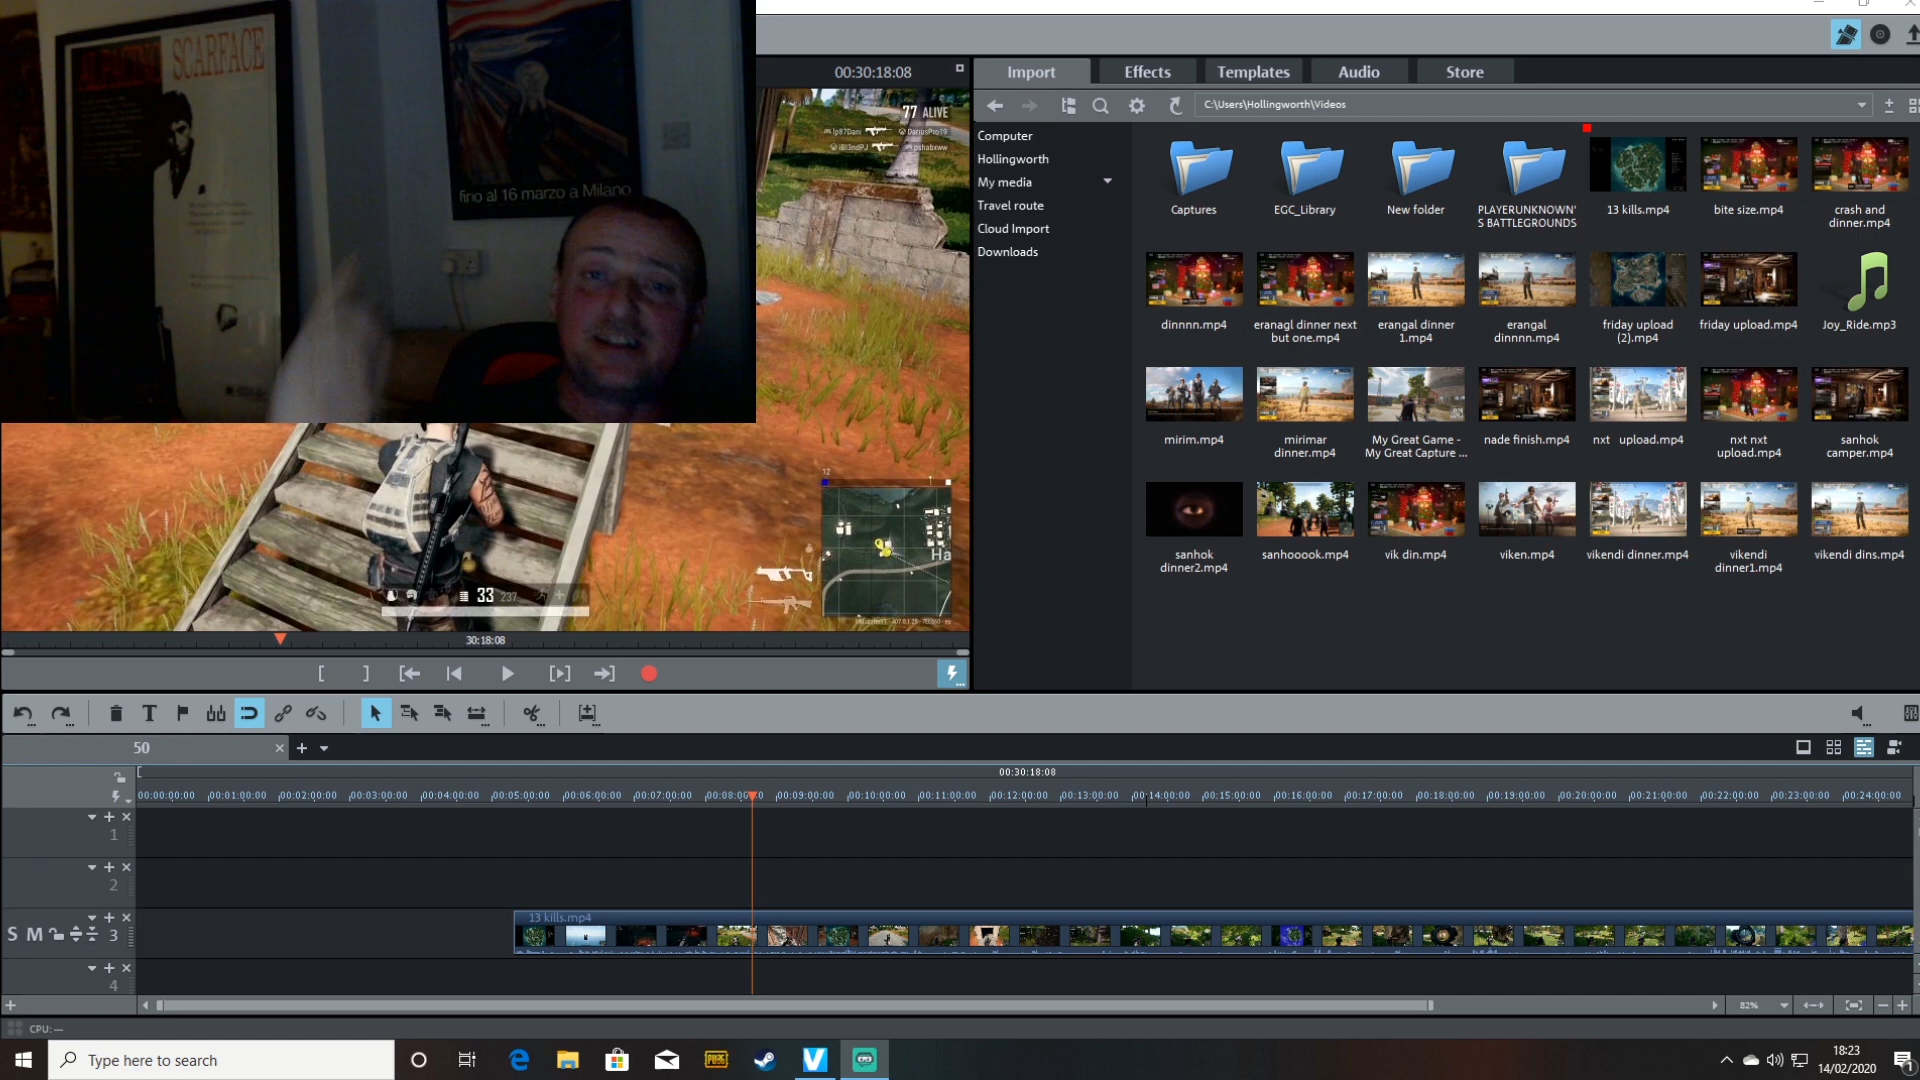 SCARFACE
fino al 16 marzo a Milano
00:30:18:08
77 ALIVE
lp87Dani
DariusPro19
pshabxww
12
Ha
33 237
30:18:08
Import
Effects
Templates
Audio
Store
C:\Users\Hollingworth\Videos
Computer
Hollingworth
My media
Travel route
Cloud Import
Downloads
Captures
EGC_Library
New folder
PLAYERUNKNOWN'
S BATTLEGROUNDS
13 kills.mp4
bite size.mp4
crash and
dinner.mp4
dinnnn.mp4
eranagl dinner next
but one.mp4
erangal dinner
1.mp4
erangal
dinnnn.mp4
friday upload
(2).mp4
friday upload.mp4
Joy_Ride.mp3
mirim.mp4
mirimar
dinner.mp4
My Great Game -
My Great Capture ...
nade finish.mp4
nxt upload.mp4
nxt nxt
upload.mp4
sanhok
camper.mp4
sanhok
dinner2.mp4
sanhooook.mp4
vik din.mp4
viken.mp4
vikendi dinner.mp4
vikendi
dinner1.mp4
vikendi dins.mp4
50
00:30:18:08
00:00:00:00 00:01:00:00 00:02:00:00 00:03:00:00 00:04:00:00 00:05:00:00 00:06:00:00 00:07:00:00 00:08:00:00 00:09:00:00 00:10:00:00 00:11:00:00 00:12:00:00 00:13:00:00 00:14:00:00 00:15:00:00 00:16:00:00 00:17:00:00 00:18:00:00 00:19:00:00 00:20:00:00 00:21:00:00 00:22:00:00 00:23:00:00 00:24:00:00
1
2
13 kills.mp4
S M 3
4
82%
CPU: —
Type here to search
PUBG
18:23
14/02/2020
1